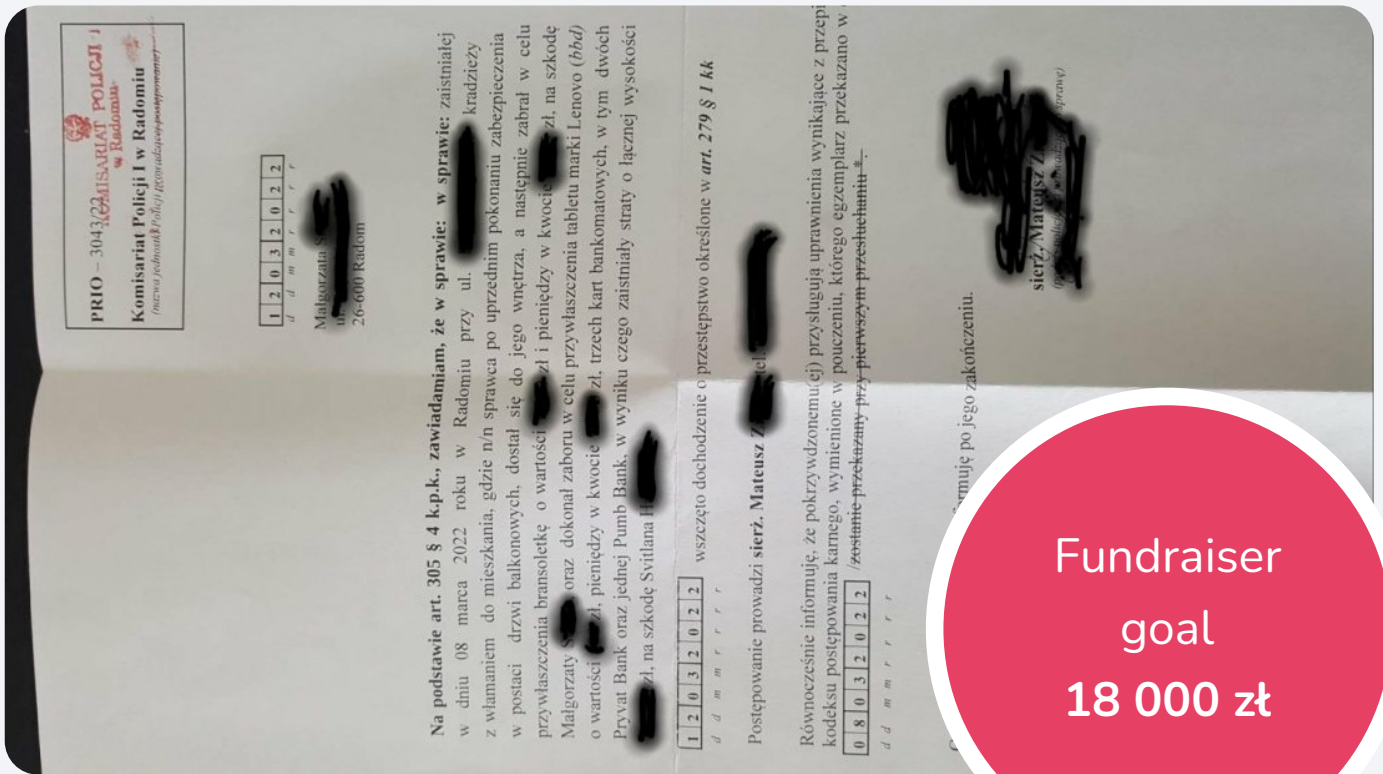 PRIO – 3043/22
KOMISARIAT POLICJI I
w Radomiu
Komisariat Policji I w Radomiu
(nazwa jednostki Policji prowadzącej postępowanie)
1 2 0 3 2 0 2 2
d d m m r r r r
Małgorzata S
26-600 Radom
Na podstawie art. 305 § 4 k.p.k., zawiadamiam, że w sprawie: w sprawie: zaistniałej
w dniu 08 marca 2022 roku w Radomiu przy ul. kradzieży
z włamaniem do mieszkania, gdzie n/n sprawca po uprzednim pokonaniu zabezpieczenia
w postaci drzwi balkonowych, dostał się do jego wnętrza, a następnie zabrał w celu
przywłaszczenia bransoletkę o wartości zł i pieniędzy w kwocie zł, na szkodę
Małgorzaty S oraz dokonał zaboru w celu przywłaszczenia tabletu marki Lenovo (bbd)
o wartości zł, pieniędzy w kwocie zł, trzech kart bankomatowych, w tym dwóch
Pryvat Bank oraz jednej Pumb Bank, w wyniku czego zaistniały straty o łącznej wysokości
zł, na szkodę Svitlana H
1 2 0 3 2 0 2 2 wszczęto dochodzenie o przestępstwo określone w art. 279 § 1 kk
d d m m r r r r
Postępowanie prowadzi sierż. Mateusz Z tel.
Równocześnie informuję, że pokrzywdzonemu(ej) przysługują uprawnienia wynikające z przepi
kodeksu postępowania karnego, wymienione w pouczeniu, którego egzemplarz przekazano w
0 8 0 3 2 0 2 2 /zostanie przekazany przy pierwszym przesłuchaniu *.
d d m m r r r r
formuję po jego zakończeniu.
sierż. Mateusz Z
sprawę)
Fundraiser
goal
18 000 zł